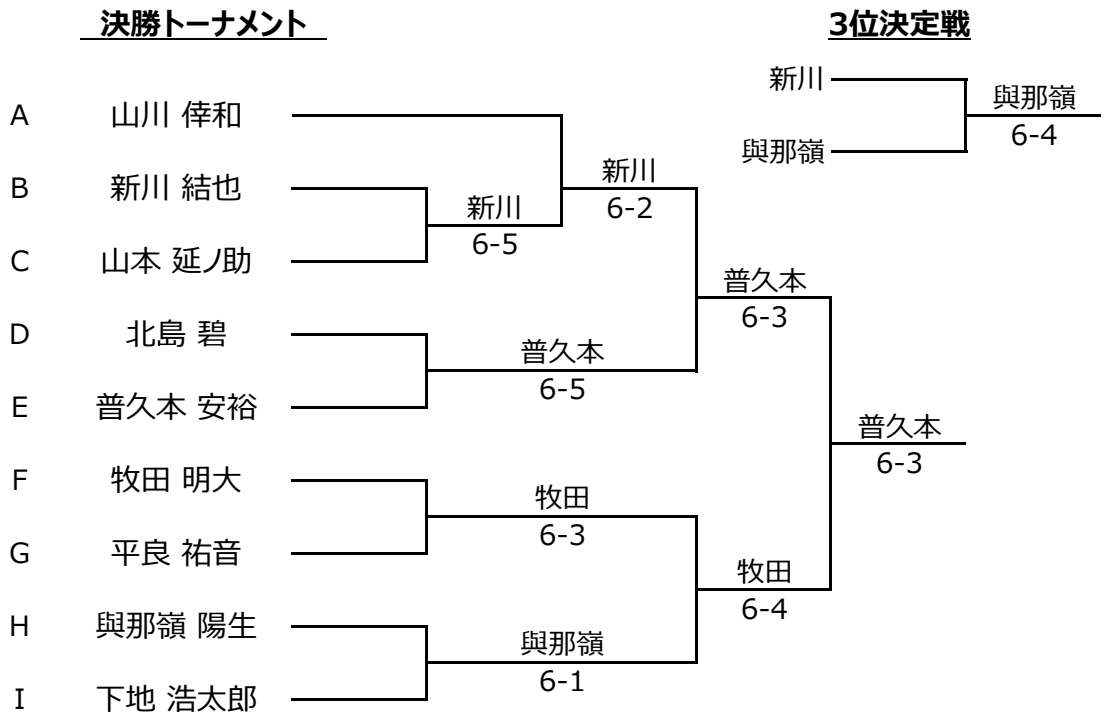 決勝トーナメント
3位決定戦
新川
與那嶺
與那嶺
6-4
A 山川 倖和
B 新川 結也
C 山本 延ノ助
D 北島 碧
E 普久本 安裕
F 牧田 明大
G 平良 祐音
H 與那嶺 陽生
I 下地 浩太郎
新川
6-5
新川
6-2
普久本
6-5
普久本
6-3
牧田
6-3
與那嶺
6-1
牧田
6-4
普久本
6-3